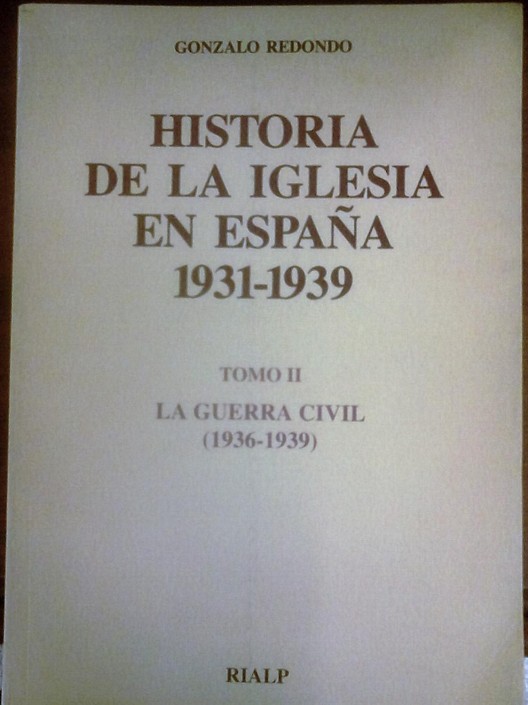 GONZALO REDONDO
HISTORIA
DE LA IGLESIA
EN ESPAÑA
1931-1939
TOMO II
LA GUERRA CIVIL
(1936-1939)
RIALP